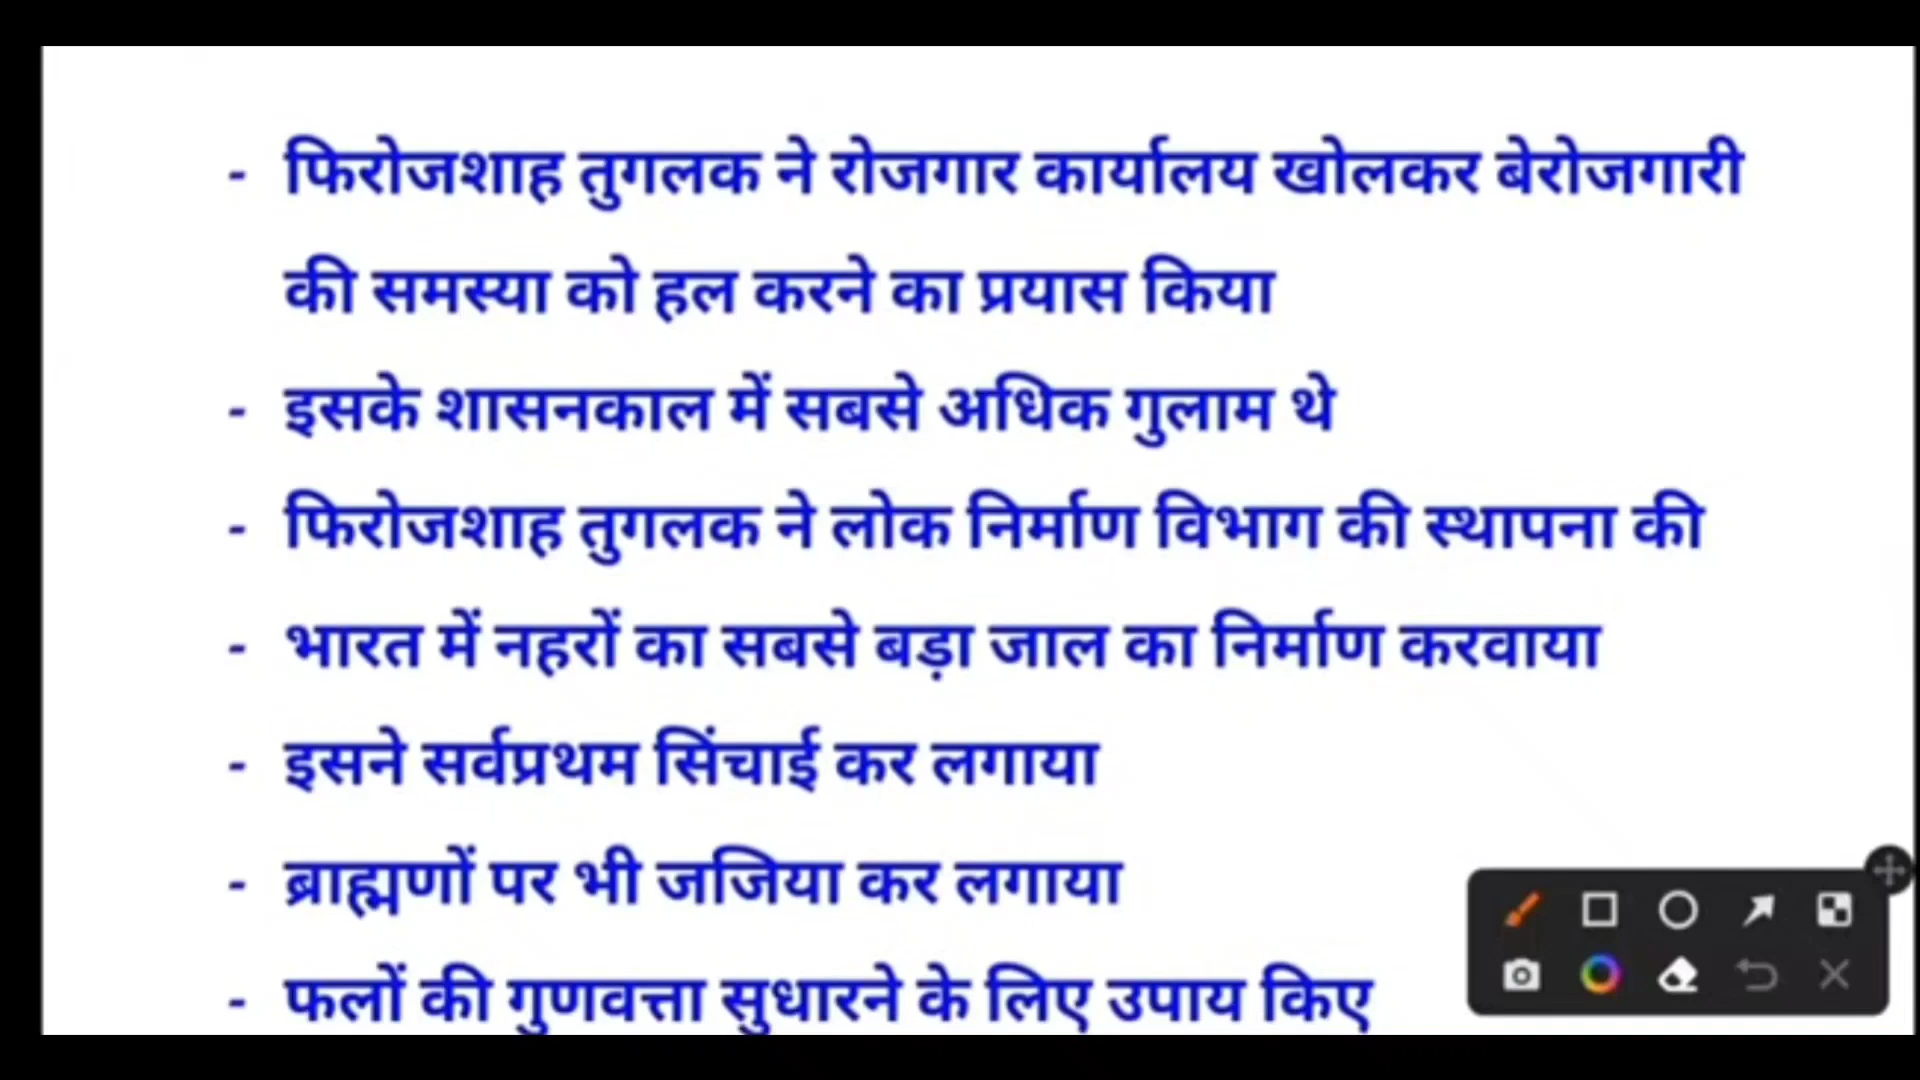 - फिरोजशाह तुगलक ने रोजगार कार्यालय खोलकर बेरोजगारी
की समस्या को हल करने का प्रयास किया
- इसके शासनकाल में सबसे अधिक गुलाम थे
- फिरोजशाह तुगलक ने लोक निर्माण विभाग की स्थापना की
- भारत में नहरों का सबसे बड़ा जाल का निर्माण करवाया
- इसने सर्वप्रथम सिंचाई कर लगाया
- ब्राह्मणों पर भी जजिया कर लगाया
- फलों की गुणवत्ता सुधारने के लिए उपाय किए